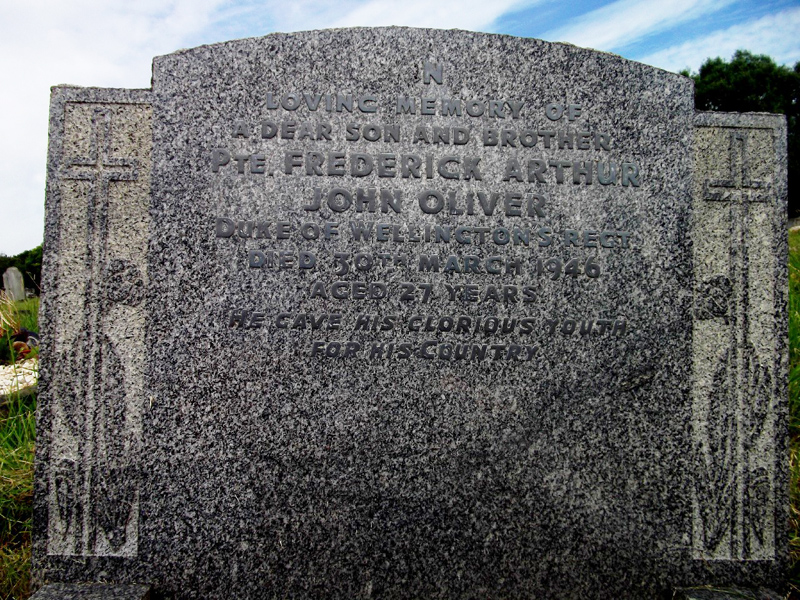 IN
LOVING MEMORY OF
A DEAR SON AND BROTHER
PTE. FREDERICK ARTHUR
JOHN OLIVER
DUKE OF WELLINGTON'S REGT.
DIED 30TH MARCH 1946
AGED 27 YEARS.
HE GAVE HIS GLORIOUS YOUTH
FOR HIS COUNTRY.